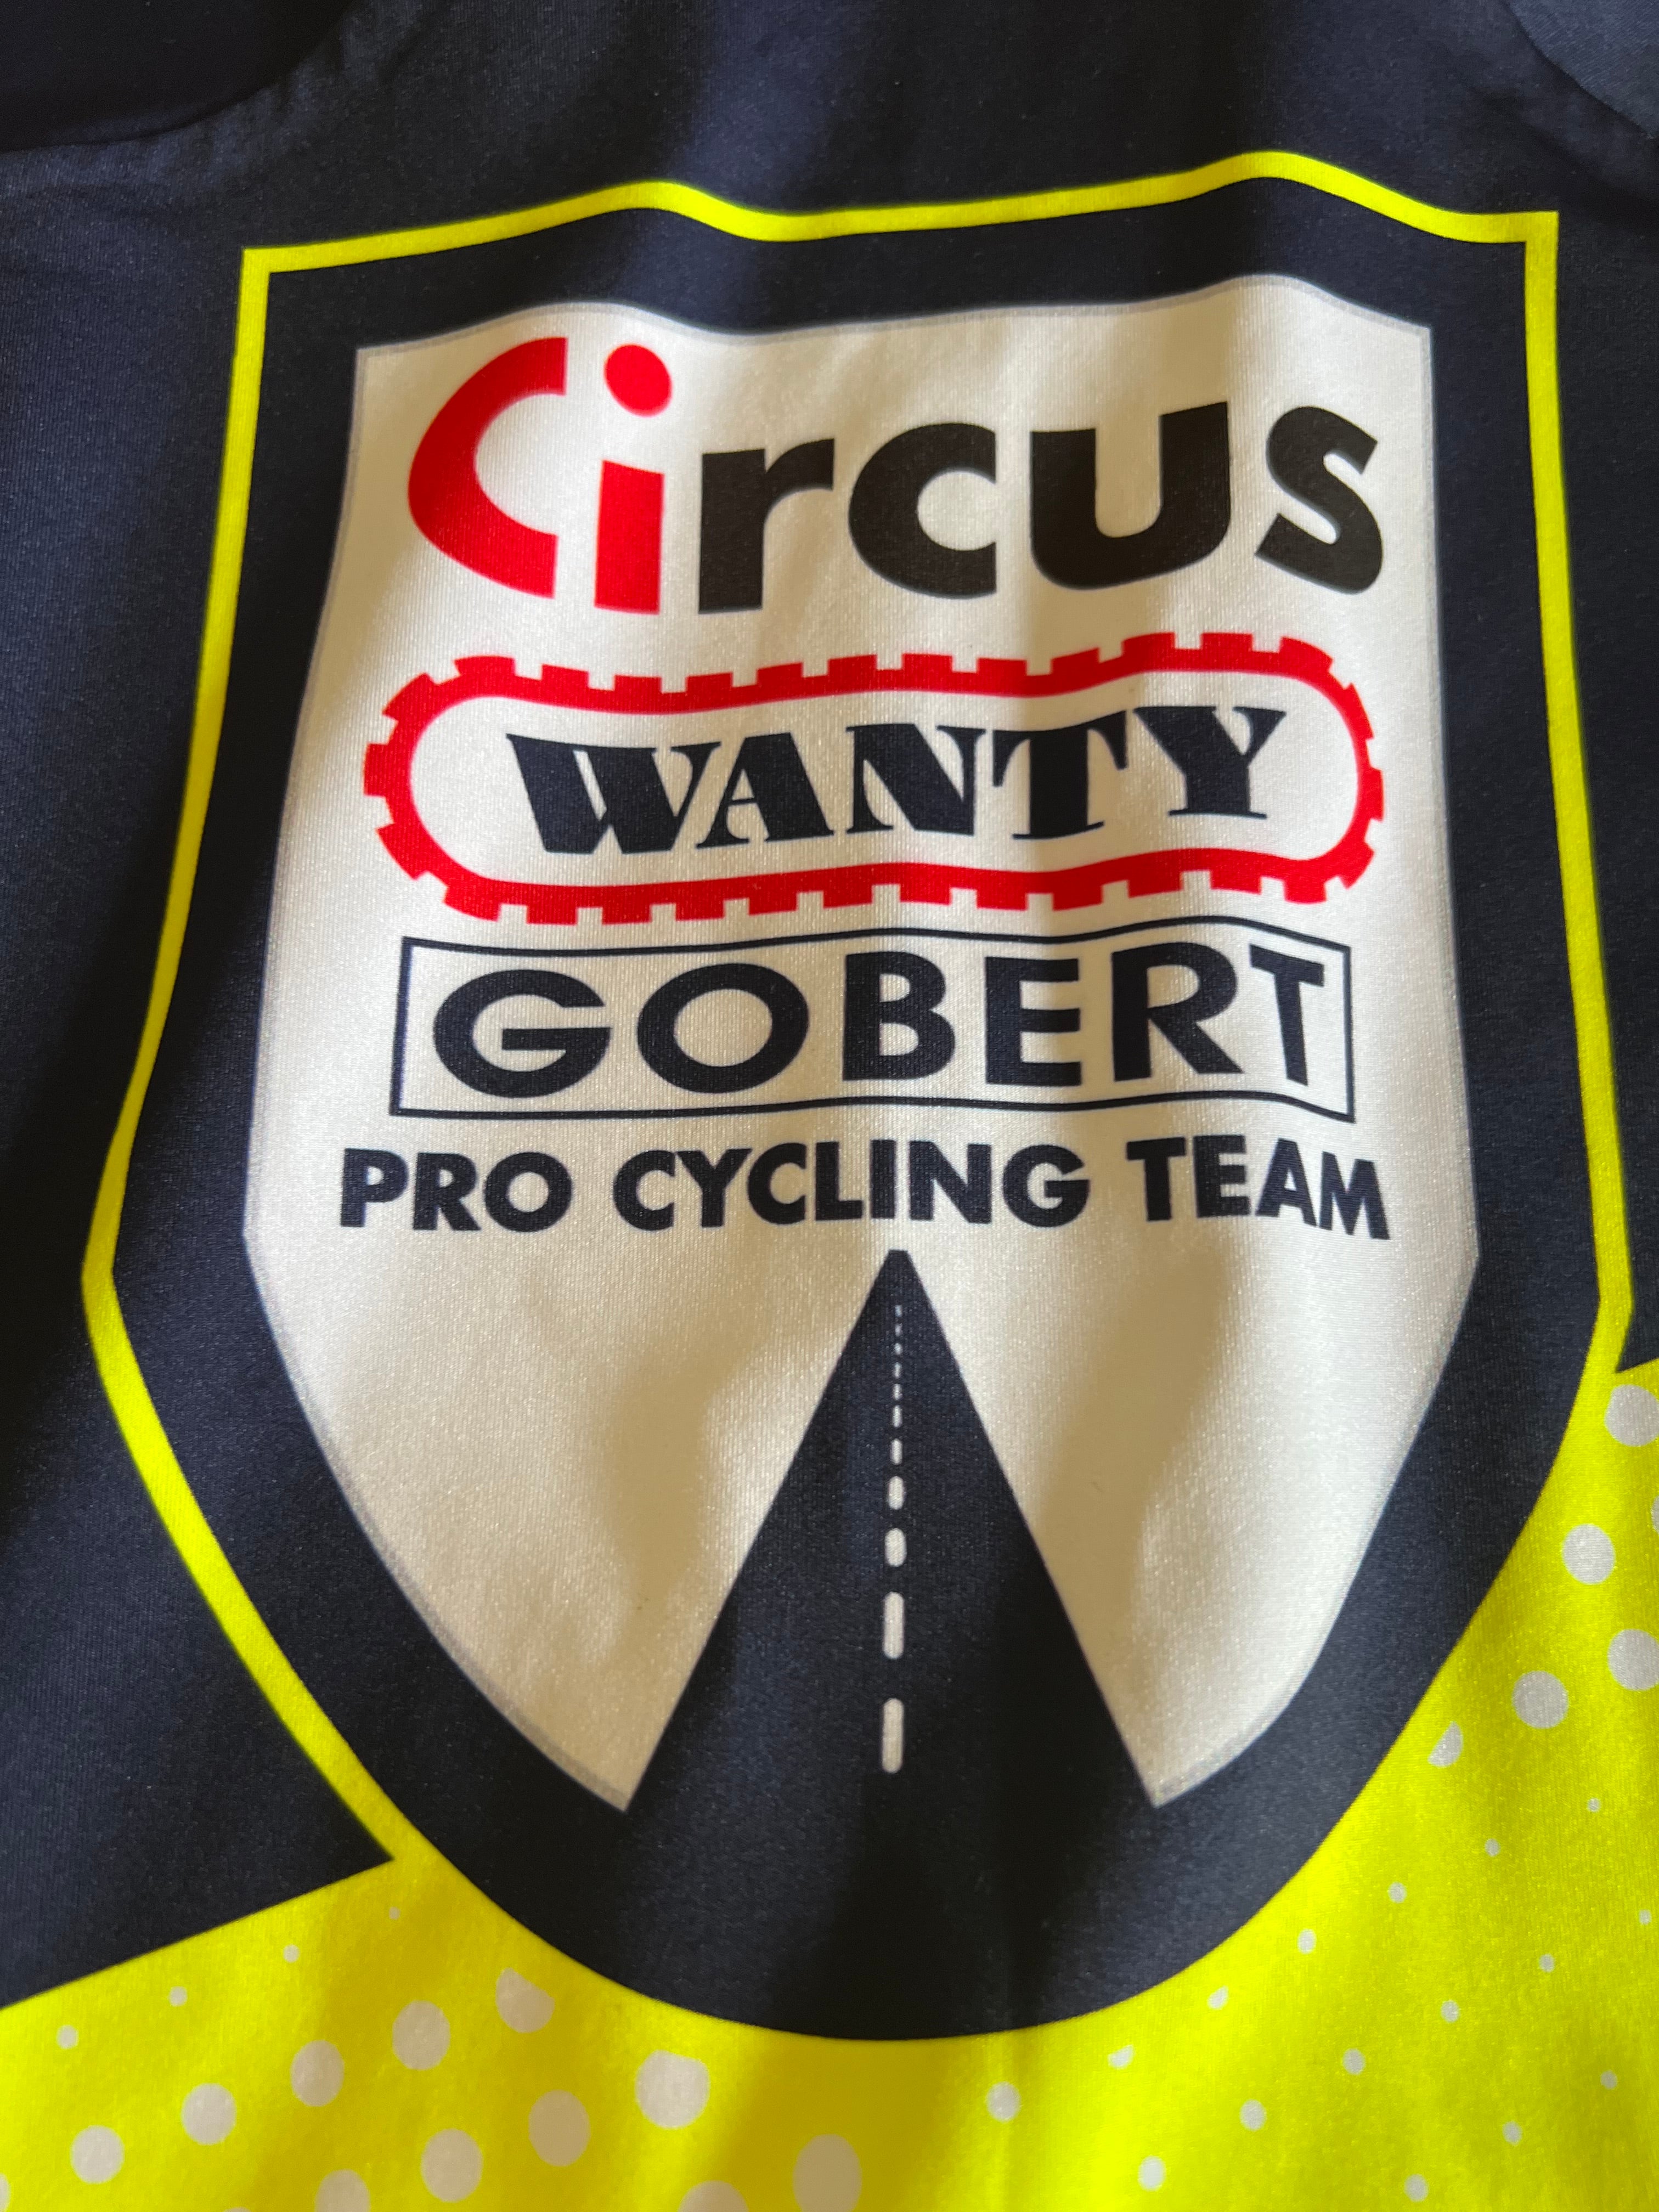 Circus
WANTY
GOBERT
PRO CYCLING TEAM